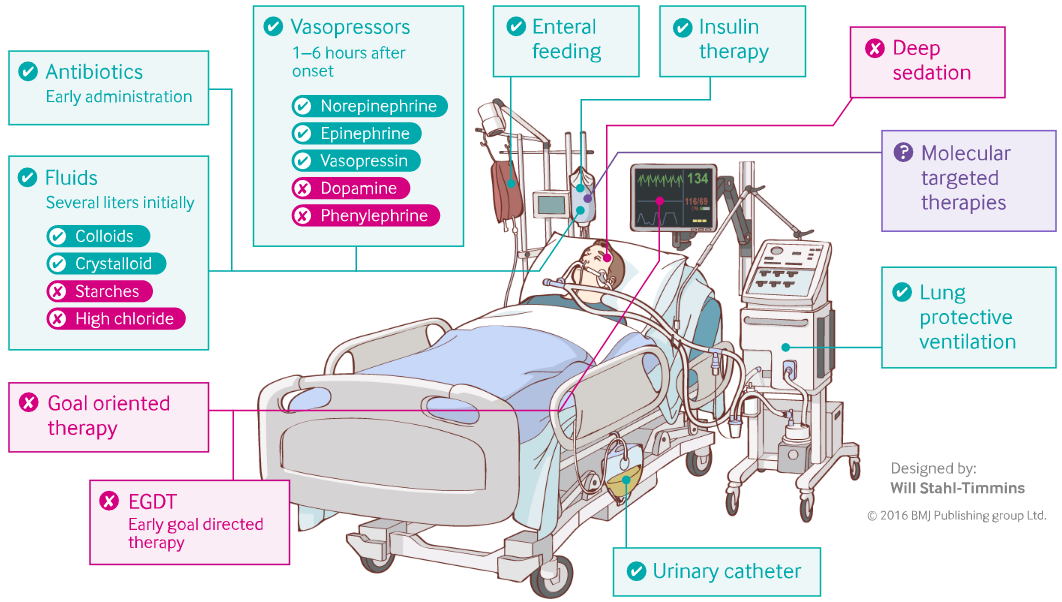 Antibiotics
Early administration
Fluids
Several liters initially
Colloids
Crystalloid
Starches
High chloride
Vasopressors
1–6 hours after
onset
Norepinephrine
Epinephrine
Vasopressin
Dopamine
Phenylephrine
Enteral
feeding
Insulin
therapy
Deep
sedation
? Molecular
targeted
therapies
134
116/69
Lung
protective
ventilation
Goal oriented
therapy
EGDT
Early goal directed
therapy
Urinary catheter
Designed by:
Will Stahl-Timmins
© 2016 BMJ Publishing group Ltd.